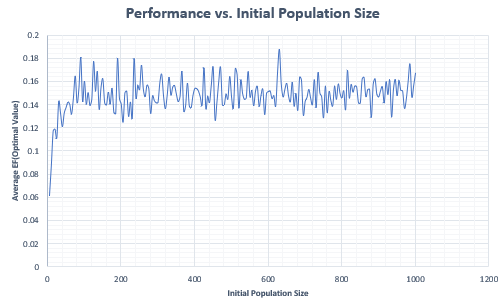 Performance vs. Initial Population Size
Average EF(Optimal Value)
0.2
0.18
0.16
0.14
0.12
0.1
0.08
0.06
0.04
0.02
0
0 200 400 600 800 1000 1200
Initial Population Size